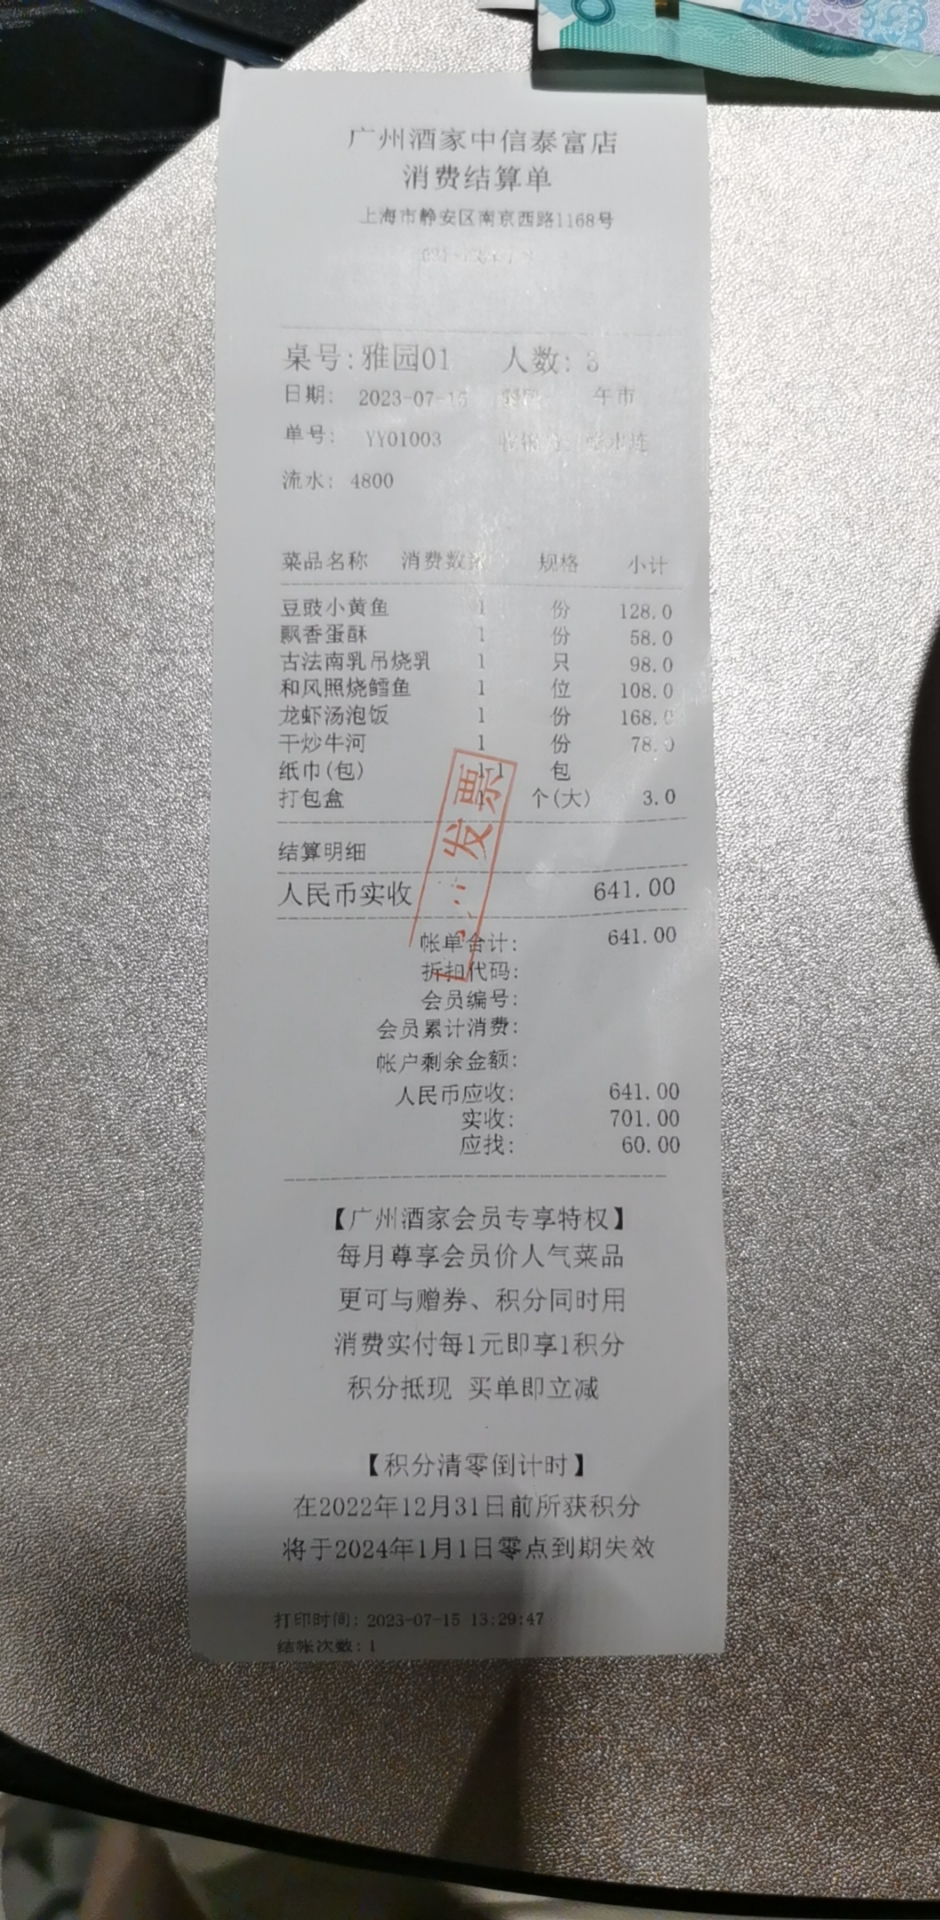 广州酒家中信泰富店
消费结算单
上海市静安区南京西路1168号
桌号:雅园01 人数: 3
日期: 2023-07-15 午市
单号: YY01003
流水: 4800
菜品名称 消费数 规格 小计
豆豉小黄鱼 1 份 128.0
飘香蛋酥 1 份 58.0
古法南乳吊烧乳 1 只 98.0
和风照烧鳕鱼 1 位 108.0
龙虾汤泡饭 1 份 168.0
干炒牛河 1 份 78.0
纸巾(包) 包
打包盒 个(大) 3.0
发票
结算明细
人民币实收 641.00
帐单合计: 641.00
折扣代码:
会员编号:
会员累计消费:
帐户剩余金额:
人民币应收: 641.00
实收: 701.00
应找: 60.00
【广州酒家会员专享特权】
每月尊享会员价人气菜品
更可与赠券、积分同时用
消费实付每1元即享1积分
积分抵现 买单即立减
【积分清零倒计时】
在2022年12月31日前所获积分
将于2024年1月1日零点到期失效
打印时间: 2023-07-15 13:29:47
结帐次数: 1